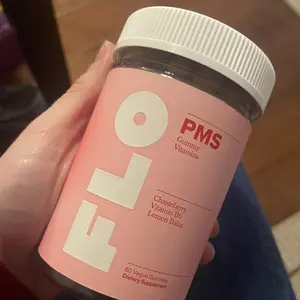 FLO
PMS
Gummy
Vitamins
Chasteberry
Vitamin B6
Lemon Balm
60 Vegan Gummies
Dietary Supplement